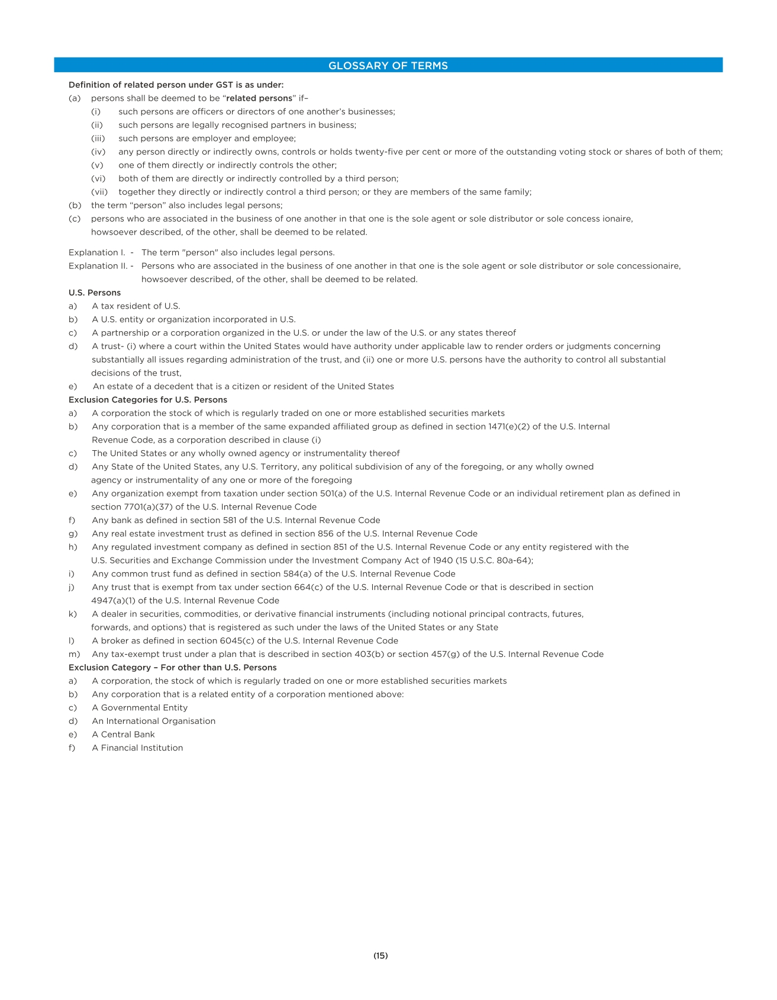 GLOSSARY OF TERMS
Definition of related person under GST is as under:
(a) persons shall be deemed to be “related persons” if–
(i) such persons are officers or directors of one another’s businesses;
(ii) such persons are legally recognised partners in business;
(iii) such persons are employer and employee;
(iv) any person directly or indirectly owns, controls or holds twenty-five per cent or more of the outstanding voting stock or shares of both of them;
(v) one of them directly or indirectly controls the other;
(vi) both of them are directly or indirectly controlled by a third person;
(vii) together they directly or indirectly control a third person; or they are members of the same family;
(b) the term “person” also includes legal persons;
(c) persons who are associated in the business of one another in that one is the sole agent or sole distributor or sole concess ionaire,
howsoever described, of the other, shall be deemed to be related.
Explanation I. - The term "person" also includes legal persons.
Explanation II. - Persons who are associated in the business of one another in that one is the sole agent or sole distributor or sole concessionaire,
howsoever described, of the other, shall be deemed to be related.
U.S. Persons
a) A tax resident of U.S.
b) A U.S. entity or organization incorporated in U.S.
c) A partnership or a corporation organized in the U.S. or under the law of the U.S. or any states thereof
d) A trust- (i) where a court within the United States would have authority under applicable law to render orders or judgments concerning
substantially all issues regarding administration of the trust, and (ii) one or more U.S. persons have the authority to control all substantial
decisions of the trust,
e) An estate of a decedent that is a citizen or resident of the United States
Exclusion Categories for U.S. Persons
a) A corporation the stock of which is regularly traded on one or more established securities markets
b) Any corporation that is a member of the same expanded affiliated group as defined in section 1471(e)(2) of the U.S. Internal
Revenue Code, as a corporation described in clause (i)
c) The United States or any wholly owned agency or instrumentality thereof
d) Any State of the United States, any U.S. Territory, any political subdivision of any of the foregoing, or any wholly owned
agency or instrumentality of any one or more of the foregoing
e) Any organization exempt from taxation under section 501(a) of the U.S. Internal Revenue Code or an individual retirement plan as defined in
section 7701(a)(37) of the U.S. Internal Revenue Code
f) Any bank as defined in section 581 of the U.S. Internal Revenue Code
g) Any real estate investment trust as defined in section 856 of the U.S. Internal Revenue Code
h) Any regulated investment company as defined in section 851 of the U.S. Internal Revenue Code or any entity registered with the
U.S. Securities and Exchange Commission under the Investment Company Act of 1940 (15 U.S.C. 80a-64);
i) Any common trust fund as defined in section 584(a) of the U.S. Internal Revenue Code
j) Any trust that is exempt from tax under section 664(c) of the U.S. Internal Revenue Code or that is described in section
4947(a)(1) of the U.S. Internal Revenue Code
k) A dealer in securities, commodities, or derivative financial instruments (including notional principal contracts, futures,
forwards, and options) that is registered as such under the laws of the United States or any State
l) A broker as defined in section 6045(c) of the U.S. Internal Revenue Code
m) Any tax-exempt trust under a plan that is described in section 403(b) or section 457(g) of the U.S. Internal Revenue Code
Exclusion Category – For other than U.S. Persons
a) A corporation, the stock of which is regularly traded on one or more established securities markets
b) Any corporation that is a related entity of a corporation mentioned above:
c) A Governmental Entity
d) An International Organisation
e) A Central Bank
f) A Financial Institution
(15)